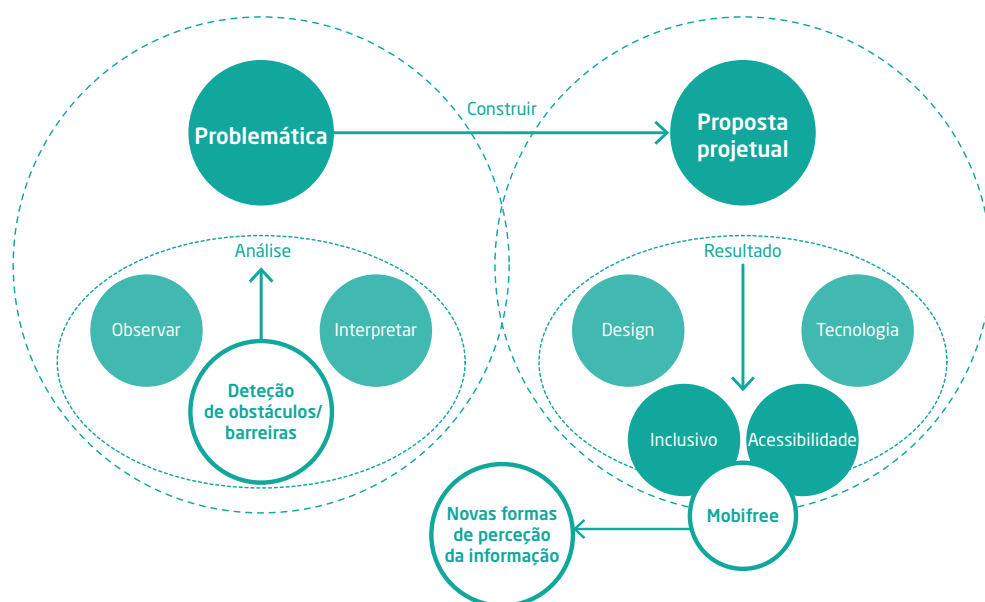 Construir
Problemática
Proposta
projetual
Análise
Resultado
Observar
Interpretar
Design
Tecnologia
Deteção
de obstáculos/
barreiras
Inclusivo
Acessibilidade
Mobifree
Novas formas
de perceção
da informação